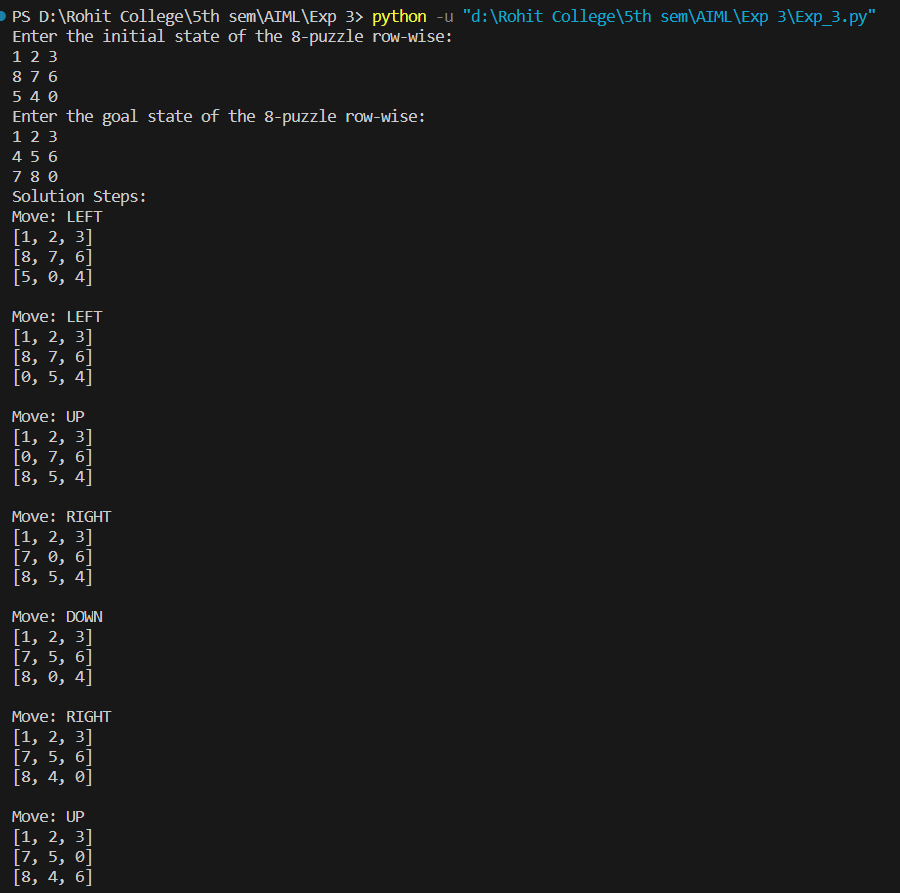 PS D:\Rohit College\5th sem\AIML\Exp 3> python -u "d:\Rohit College\5th sem\AIML\Exp 3\Exp_3.py"
Enter the initial state of the 8-puzzle row-wise:
1 2 3
8 7 6
5 4 0
Enter the goal state of the 8-puzzle row-wise:
1 2 3
4 5 6
7 8 0
Solution Steps:
Move: LEFT
[1, 2, 3]
[8, 7, 6]
[5, 0, 4]

Move: LEFT
[1, 2, 3]
[8, 7, 6]
[0, 5, 4]

Move: UP
[1, 2, 3]
[0, 7, 6]
[8, 5, 4]

Move: RIGHT
[1, 2, 3]
[7, 0, 6]
[8, 5, 4]

Move: DOWN
[1, 2, 3]
[7, 5, 6]
[8, 0, 4]

Move: RIGHT
[1, 2, 3]
[7, 5, 6]
[8, 4, 0]

Move: UP
[1, 2, 3]
[7, 5, 0]
[8, 4, 6]